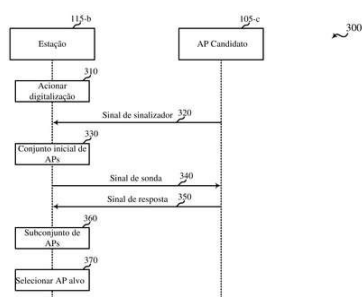 115-b
105-c
300
Estação
AP Candidato
310
Acionar
digitalização
320
Sinal de sinalizador
330
Conjunto inicial de
APs
340
Sinal de sonda
350
Sinal de resposta
360
Subconjunto de
APs
370
Selecionar AP alvo